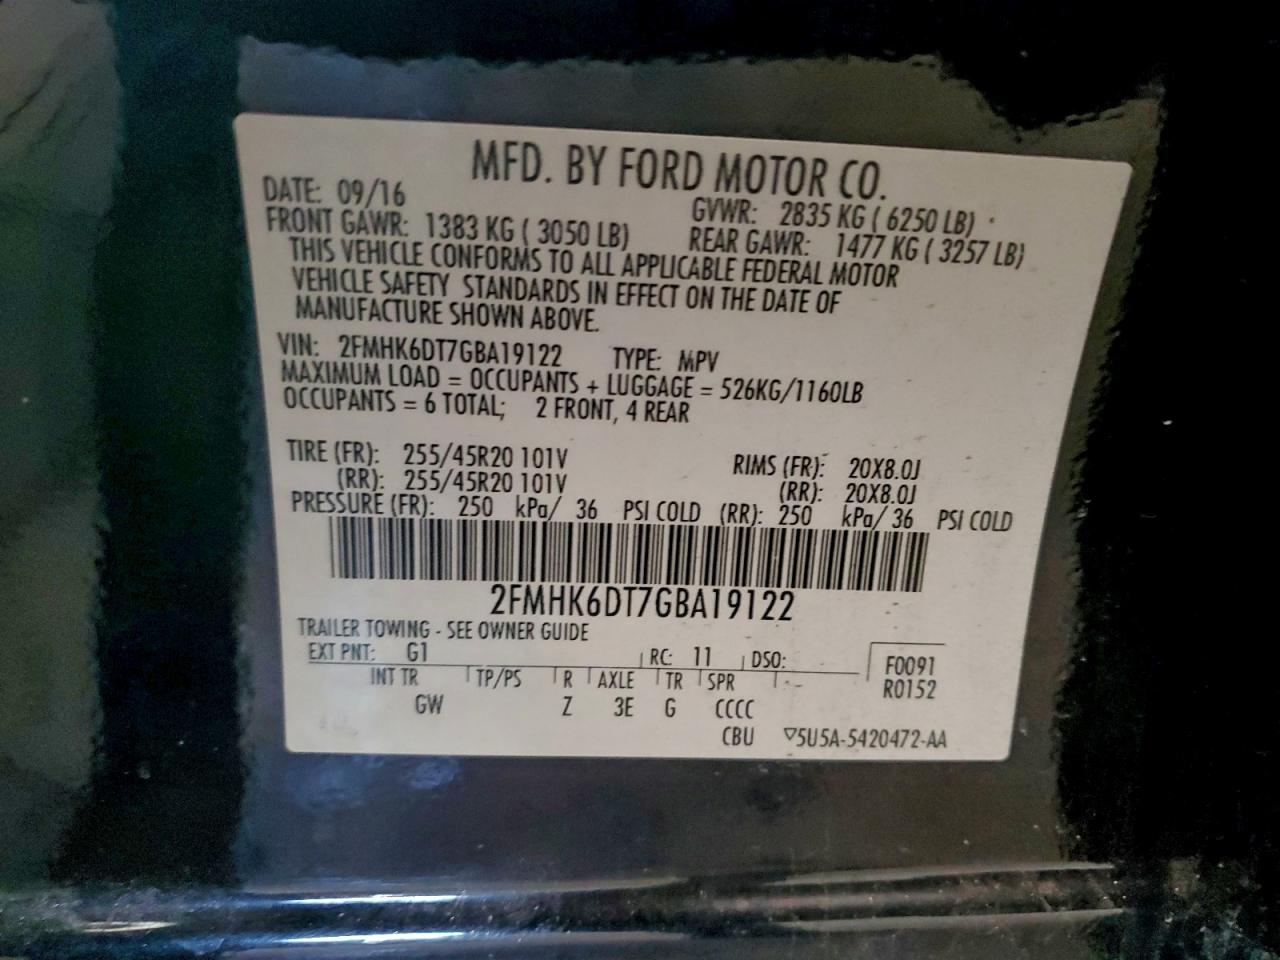 MFD. BY FORD MOTOR CO.
DATE: 09/16 GVWR: 2835 KG ( 6250 LB)
FRONT GAWR: 1383 KG ( 3050 LB) REAR GAWR: 1477 KG ( 3257 LB)
THIS VEHICLE CONFORMS TO ALL APPLICABLE FEDERAL MOTOR
VEHICLE SAFETY STANDARDS IN EFFECT ON THE DATE OF
MANUFACTURE SHOWN ABOVE.
VIN: 2FMHK6DT7GBA19122 TYPE: MPV
MAXIMUM LOAD = OCCUPANTS + LUGGAGE = 526KG/1160LB
OCCUPANTS = 6 TOTAL; 2 FRONT, 4 REAR
TIRE (FR): 255/45R20 101V RIMS (FR): 20X8.0J
(RR): 255/45R20 101V (RR): 20X8.0J
PRESSURE (FR): 250 kPa/ 36 PSI COLD (RR): 250 kPa/ 36 PSI COLD
2FMHK6DT7GBA19122
TRAILER TOWING - SEE OWNER GUIDE
EXT PNT: G1 RC: 11 DSO: F0091
INT TR TP/PS R AXLE TR SPR R0152
GW Z 3E G CCCC
CBU ▽5U5A-5420472-AA